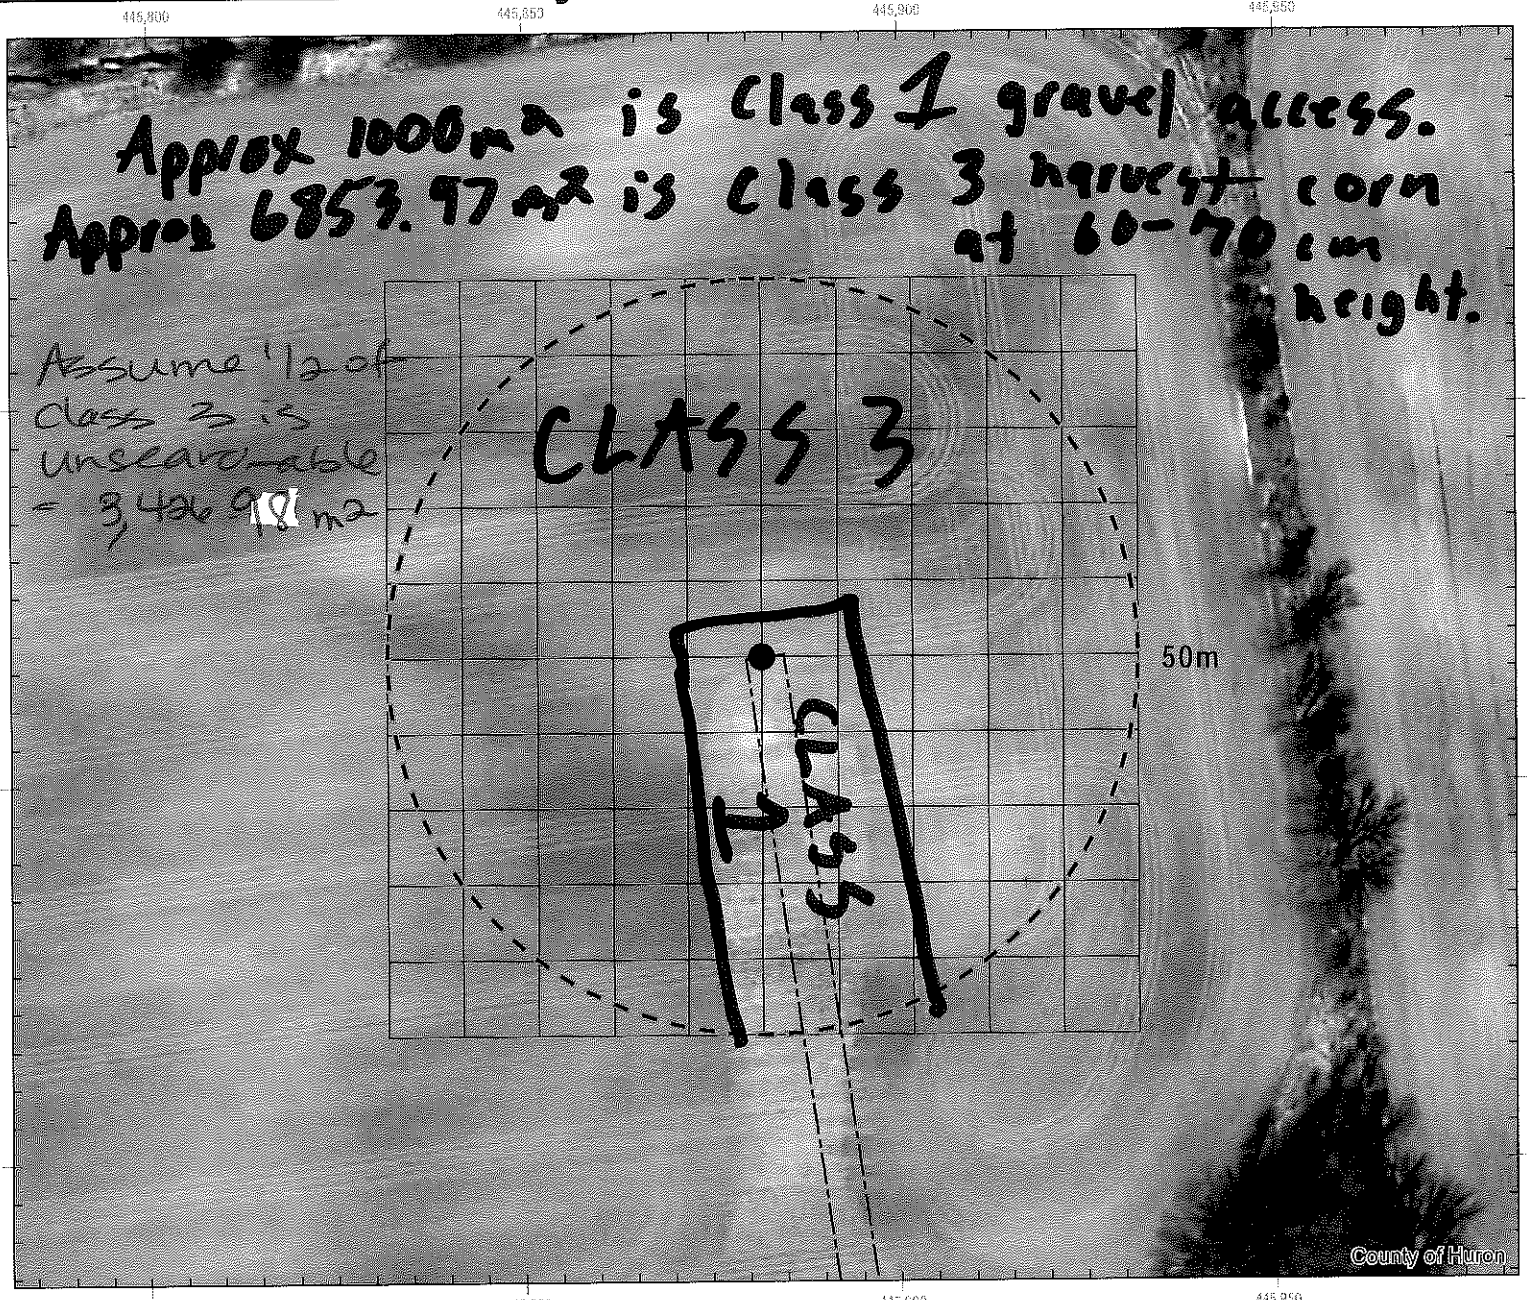 445,800 445,850 445,900 445,950
Approx 1000m² is Class 1 gravel access.
Approx 6853.97 m² is Class 3 harvest corn
at 60-70 cm
height.
Assume 1/2 of
class 3 is
unsearchable
= 3,426.98 m2
CLASS 3
50m
CLASS
1
County of Huron
445,950